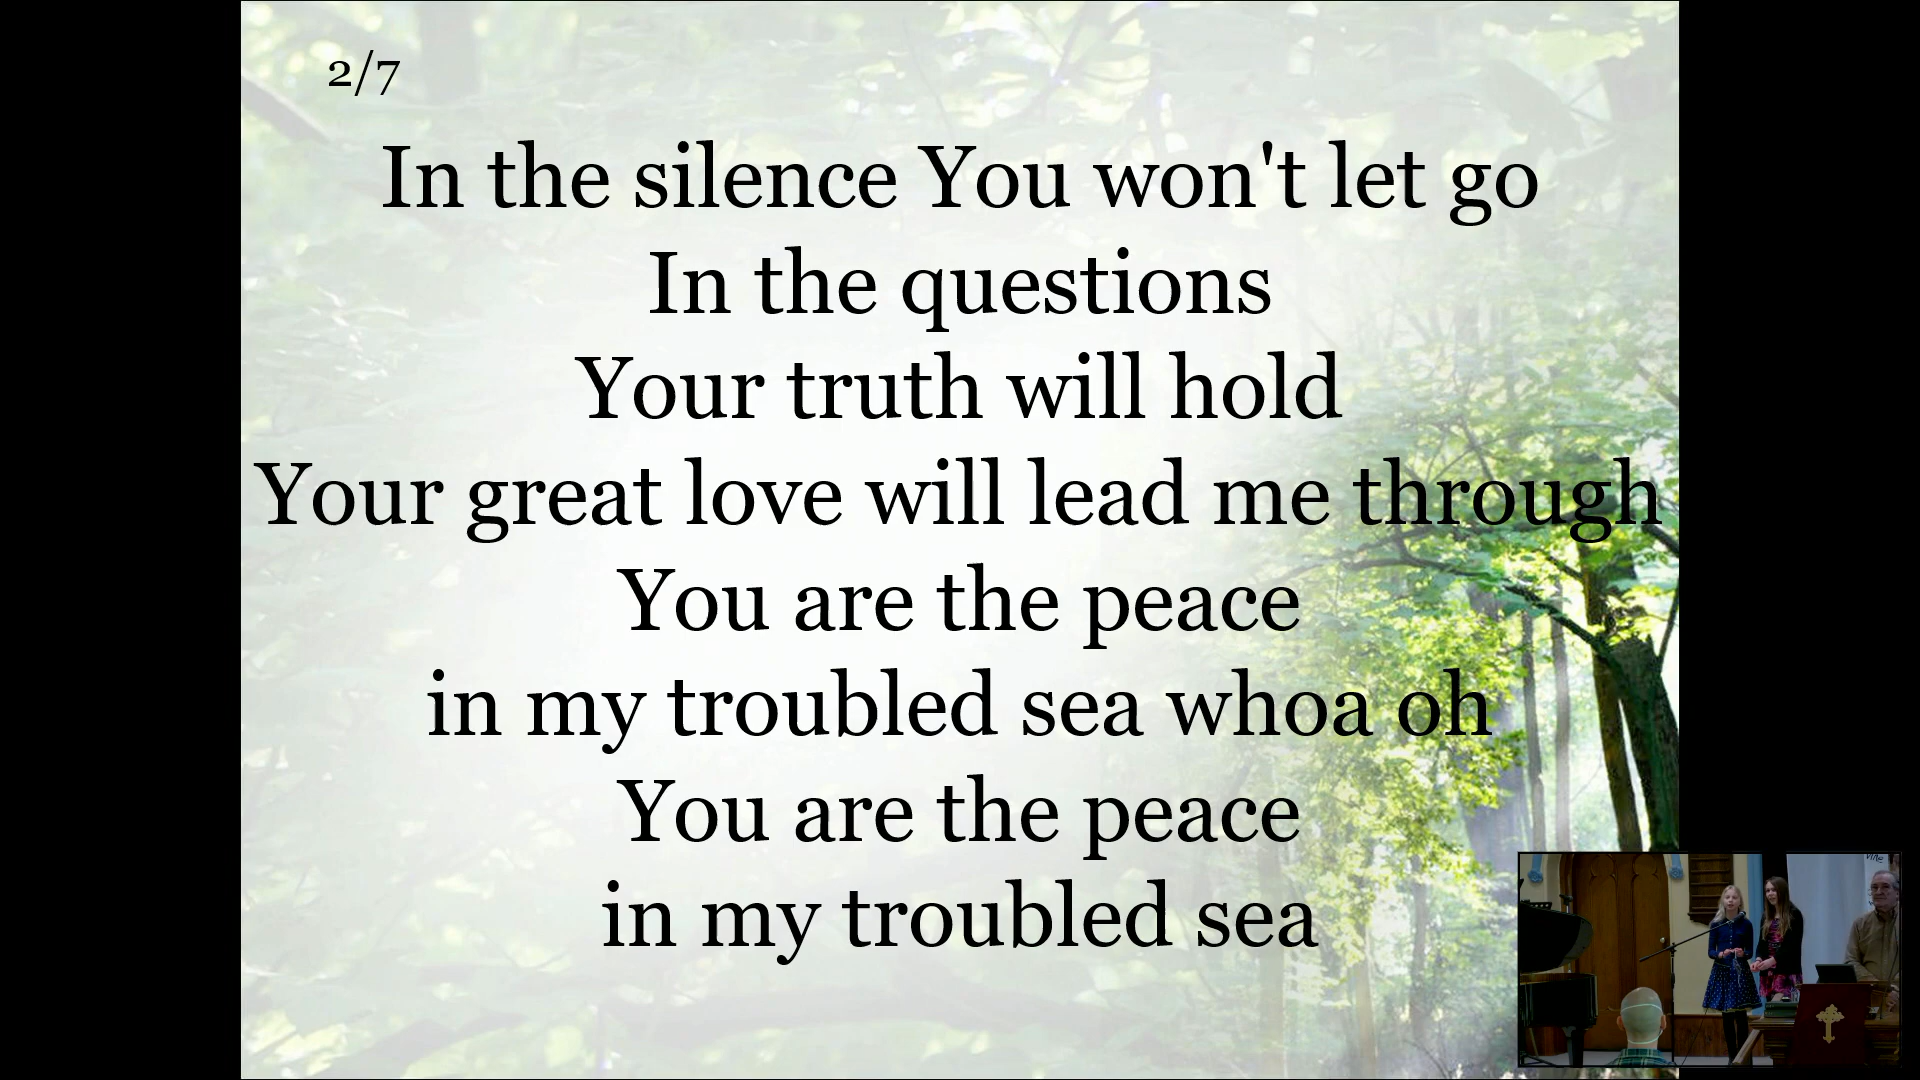 2/7
In the silence You won't let go
In the questions
Your truth will hold
Your great love will lead me through
You are the peace
in my troubled sea whoa oh
You are the peace
in my troubled sea